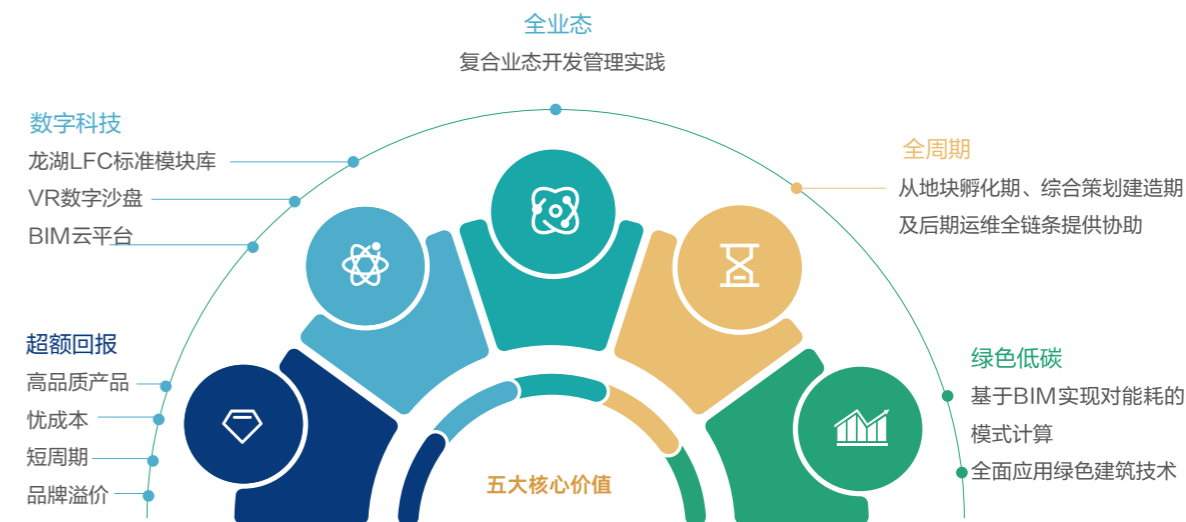 全业态
复合业态开发管理实践
数字科技
龙湖LFC标准模块库
VR数字沙盘
BIM云平台
全周期
从地块孵化期、综合策划建造期
及后期运维全链条提供协助
超额回报
高品质产品
忧成本
短周期
品牌溢价
绿色低碳
基于BIM实现对能耗的
模式计算
全面应用绿色建筑技术
五大核心价值